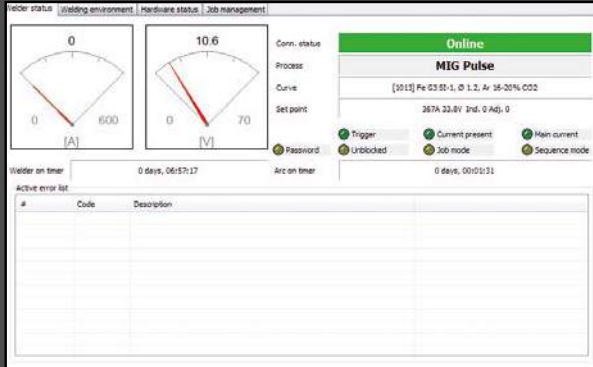 Welder status Welding environment Hardware status Job management
0
10.6
0 600
[A]
0 70
[V]
Conn. status Online
Process MIG Pulse
Curve [1013] Fe G3 SI-1, Ø 1.2, Ar 16-20% CO2
Set point 367A 33.8V Ind. 0 Adj. 0
Trigger Current present Main current
Password Unblocked Job mode Sequence mode
Welder on timer 0 days, 06:57:17 Arc on timer 0 days, 00:01:31
Active error list
# Code Description